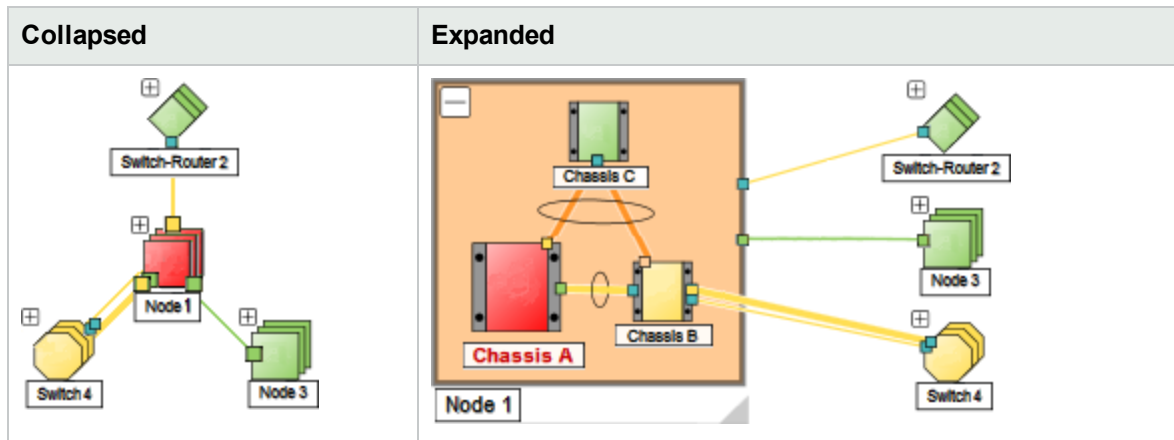 Collapsed
Expanded
Switch-Router 2
Node 1
Switch 4
Node 3
Chassis C
Chassis A
Chassis B
Node 1
Switch-Router 2
Node 3
Switch 4